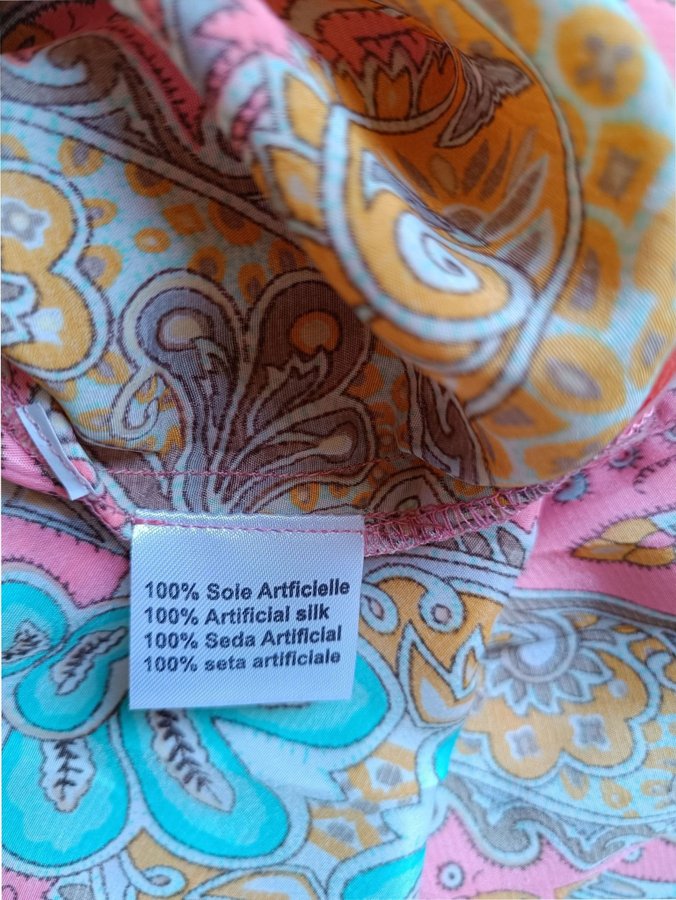 100% Soie Artficielle
100% Artificial silk
100% Seda Artificial
100% seta artificiale